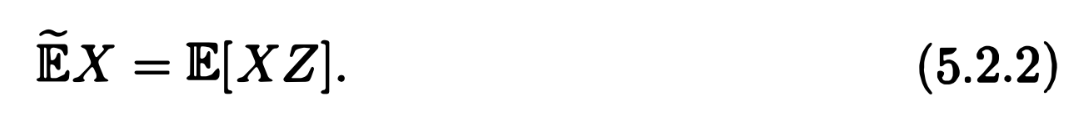 𝔼̃X = 𝔼[XZ]. (5.2.2)